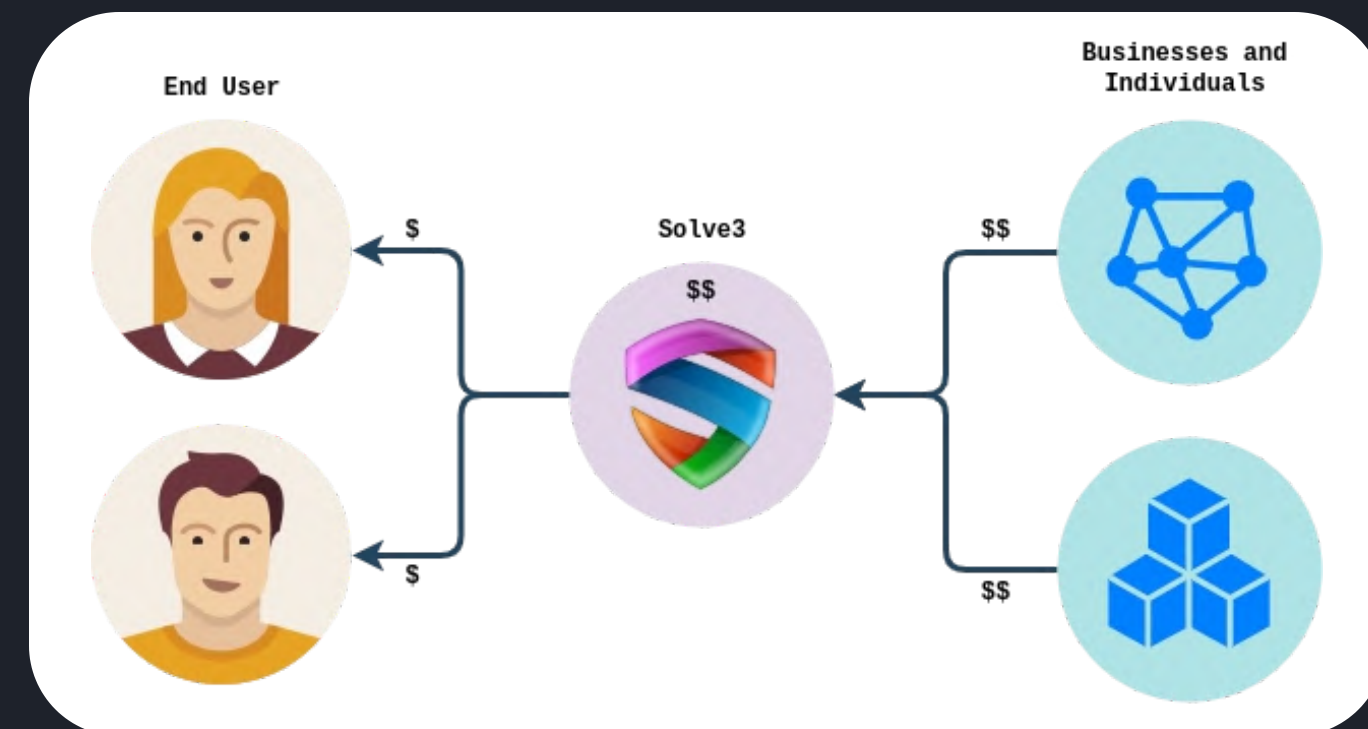 Businesses and
Individuals
End User
$
Solve3
$$
$$
$$
$